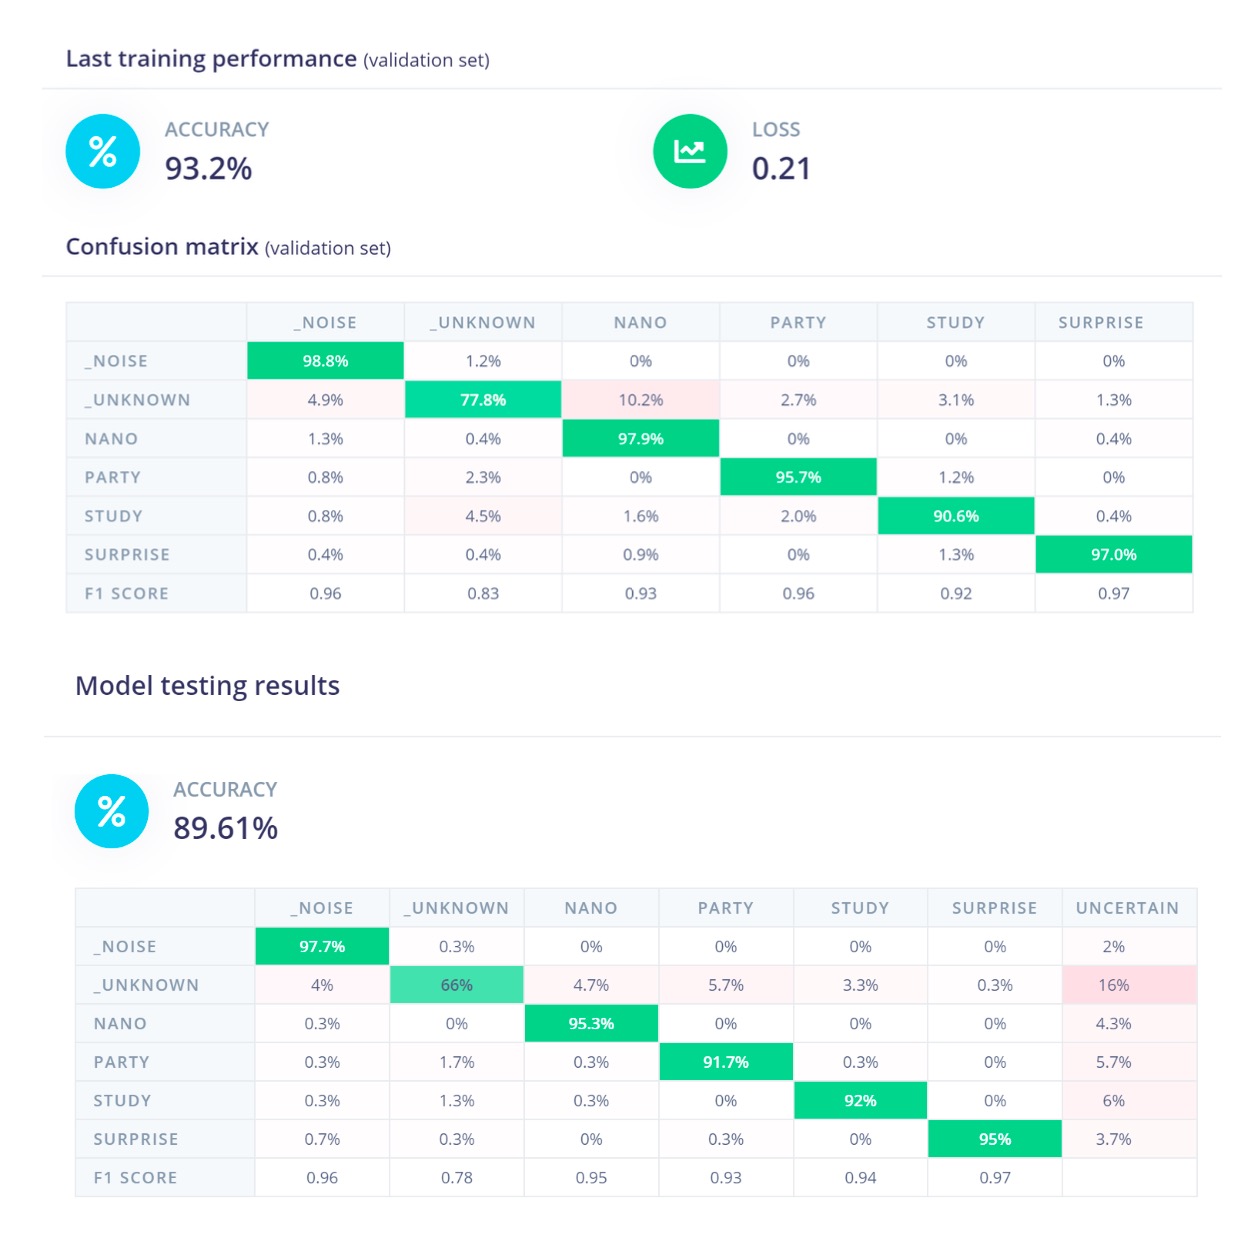 Last training performance (validation set)
ACCURACY
93.2%
LOSS
0.21
Confusion matrix (validation set)
_NOISE _UNKNOWN NANO PARTY STUDY SURPRISE
_NOISE 98.8% 1.2% 0% 0% 0% 0%
_UNKNOWN 4.9% 77.8% 10.2% 2.7% 3.1% 1.3%
NANO 1.3% 0.4% 97.9% 0% 0% 0.4%
PARTY 0.8% 2.3% 0% 95.7% 1.2% 0%
STUDY 0.8% 4.5% 1.6% 2.0% 90.6% 0.4%
SURPRISE 0.4% 0.4% 0.9% 0% 1.3% 97.0%
F1 SCORE 0.96 0.83 0.93 0.96 0.92 0.97
Model testing results
ACCURACY
89.61%
_NOISE _UNKNOWN NANO PARTY STUDY SURPRISE UNCERTAIN
_NOISE 97.7% 0.3% 0% 0% 0% 0% 2%
_UNKNOWN 4% 66% 4.7% 5.7% 3.3% 0.3% 16%
NANO 0.3% 0% 95.3% 0% 0% 0% 4.3%
PARTY 0.3% 1.7% 0.3% 91.7% 0.3% 0% 5.7%
STUDY 0.3% 1.3% 0.3% 0% 92% 0% 6%
SURPRISE 0.7% 0.3% 0% 0.3% 0% 95% 3.7%
F1 SCORE 0.96 0.78 0.95 0.93 0.94 0.97